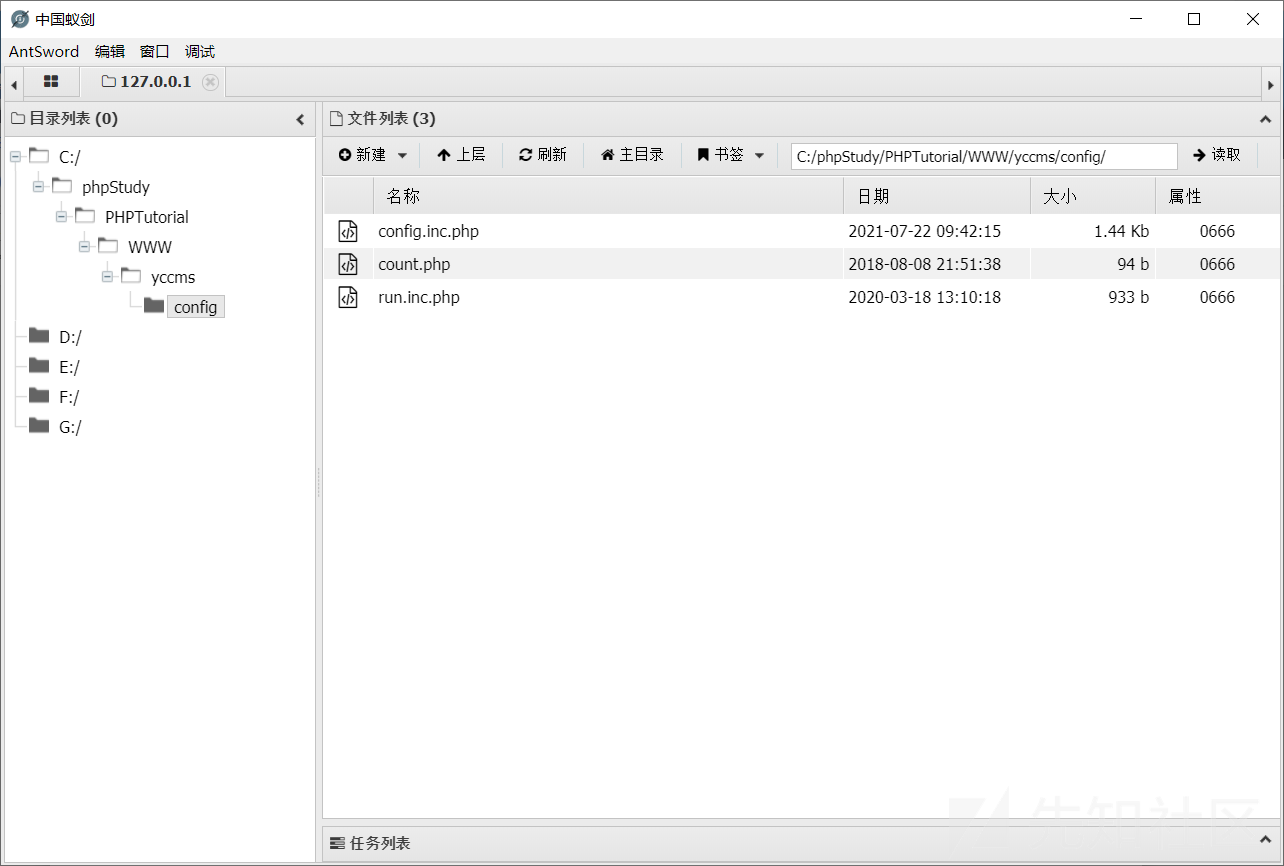 中国蚁剑
AntSword 编辑 窗口 调试
127.0.0.1
目录列表 (0)
C:/
phpStudy
PHPTutorial
WWW
yccms
config
D:/
E:/
F:/
G:/
文件列表 (3)
新建 上层 刷新 主目录 书签 C:/phpStudy/PHPTutorial/WWW/yccms/config/ 读取
名称 日期 大小 属性
config.inc.php 2021-07-22 09:42:15 1.44 Kb 0666
count.php 2018-08-08 21:51:38 94 b 0666
run.inc.php 2020-03-18 13:10:18 933 b 0666
先知社区
任务列表